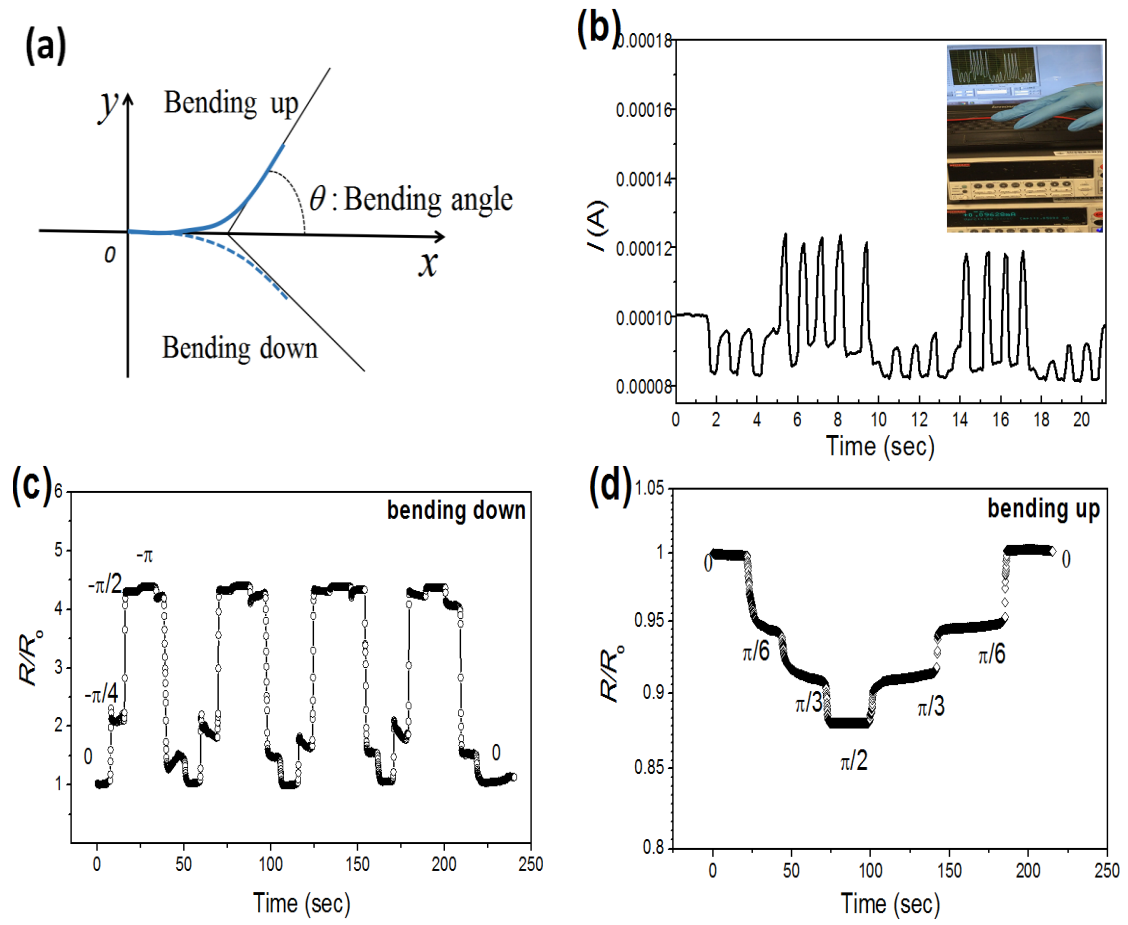 (a)
y
Bending up
θ : Bending angle
0
x
Bending down
(b)
0.00018
0.00016
0.00014
0.00012
0.00010
0.00008
I (A)
0 2 4 6 8 10 12 14 16 18 20
Time (sec)
(c)
bending down
6
5
4
3
2
1
R/Ro
-π
-π/2
-π/4
0
0
0 50 100 150 200 250
Time (sec)
(d)
bending up
1.05
1
0.95
0.9
0.85
0.8
R/Ro
0
0
π/6
π/6
π/3
π/3
π/2
0 50 100 150 200 250
Time (sec)